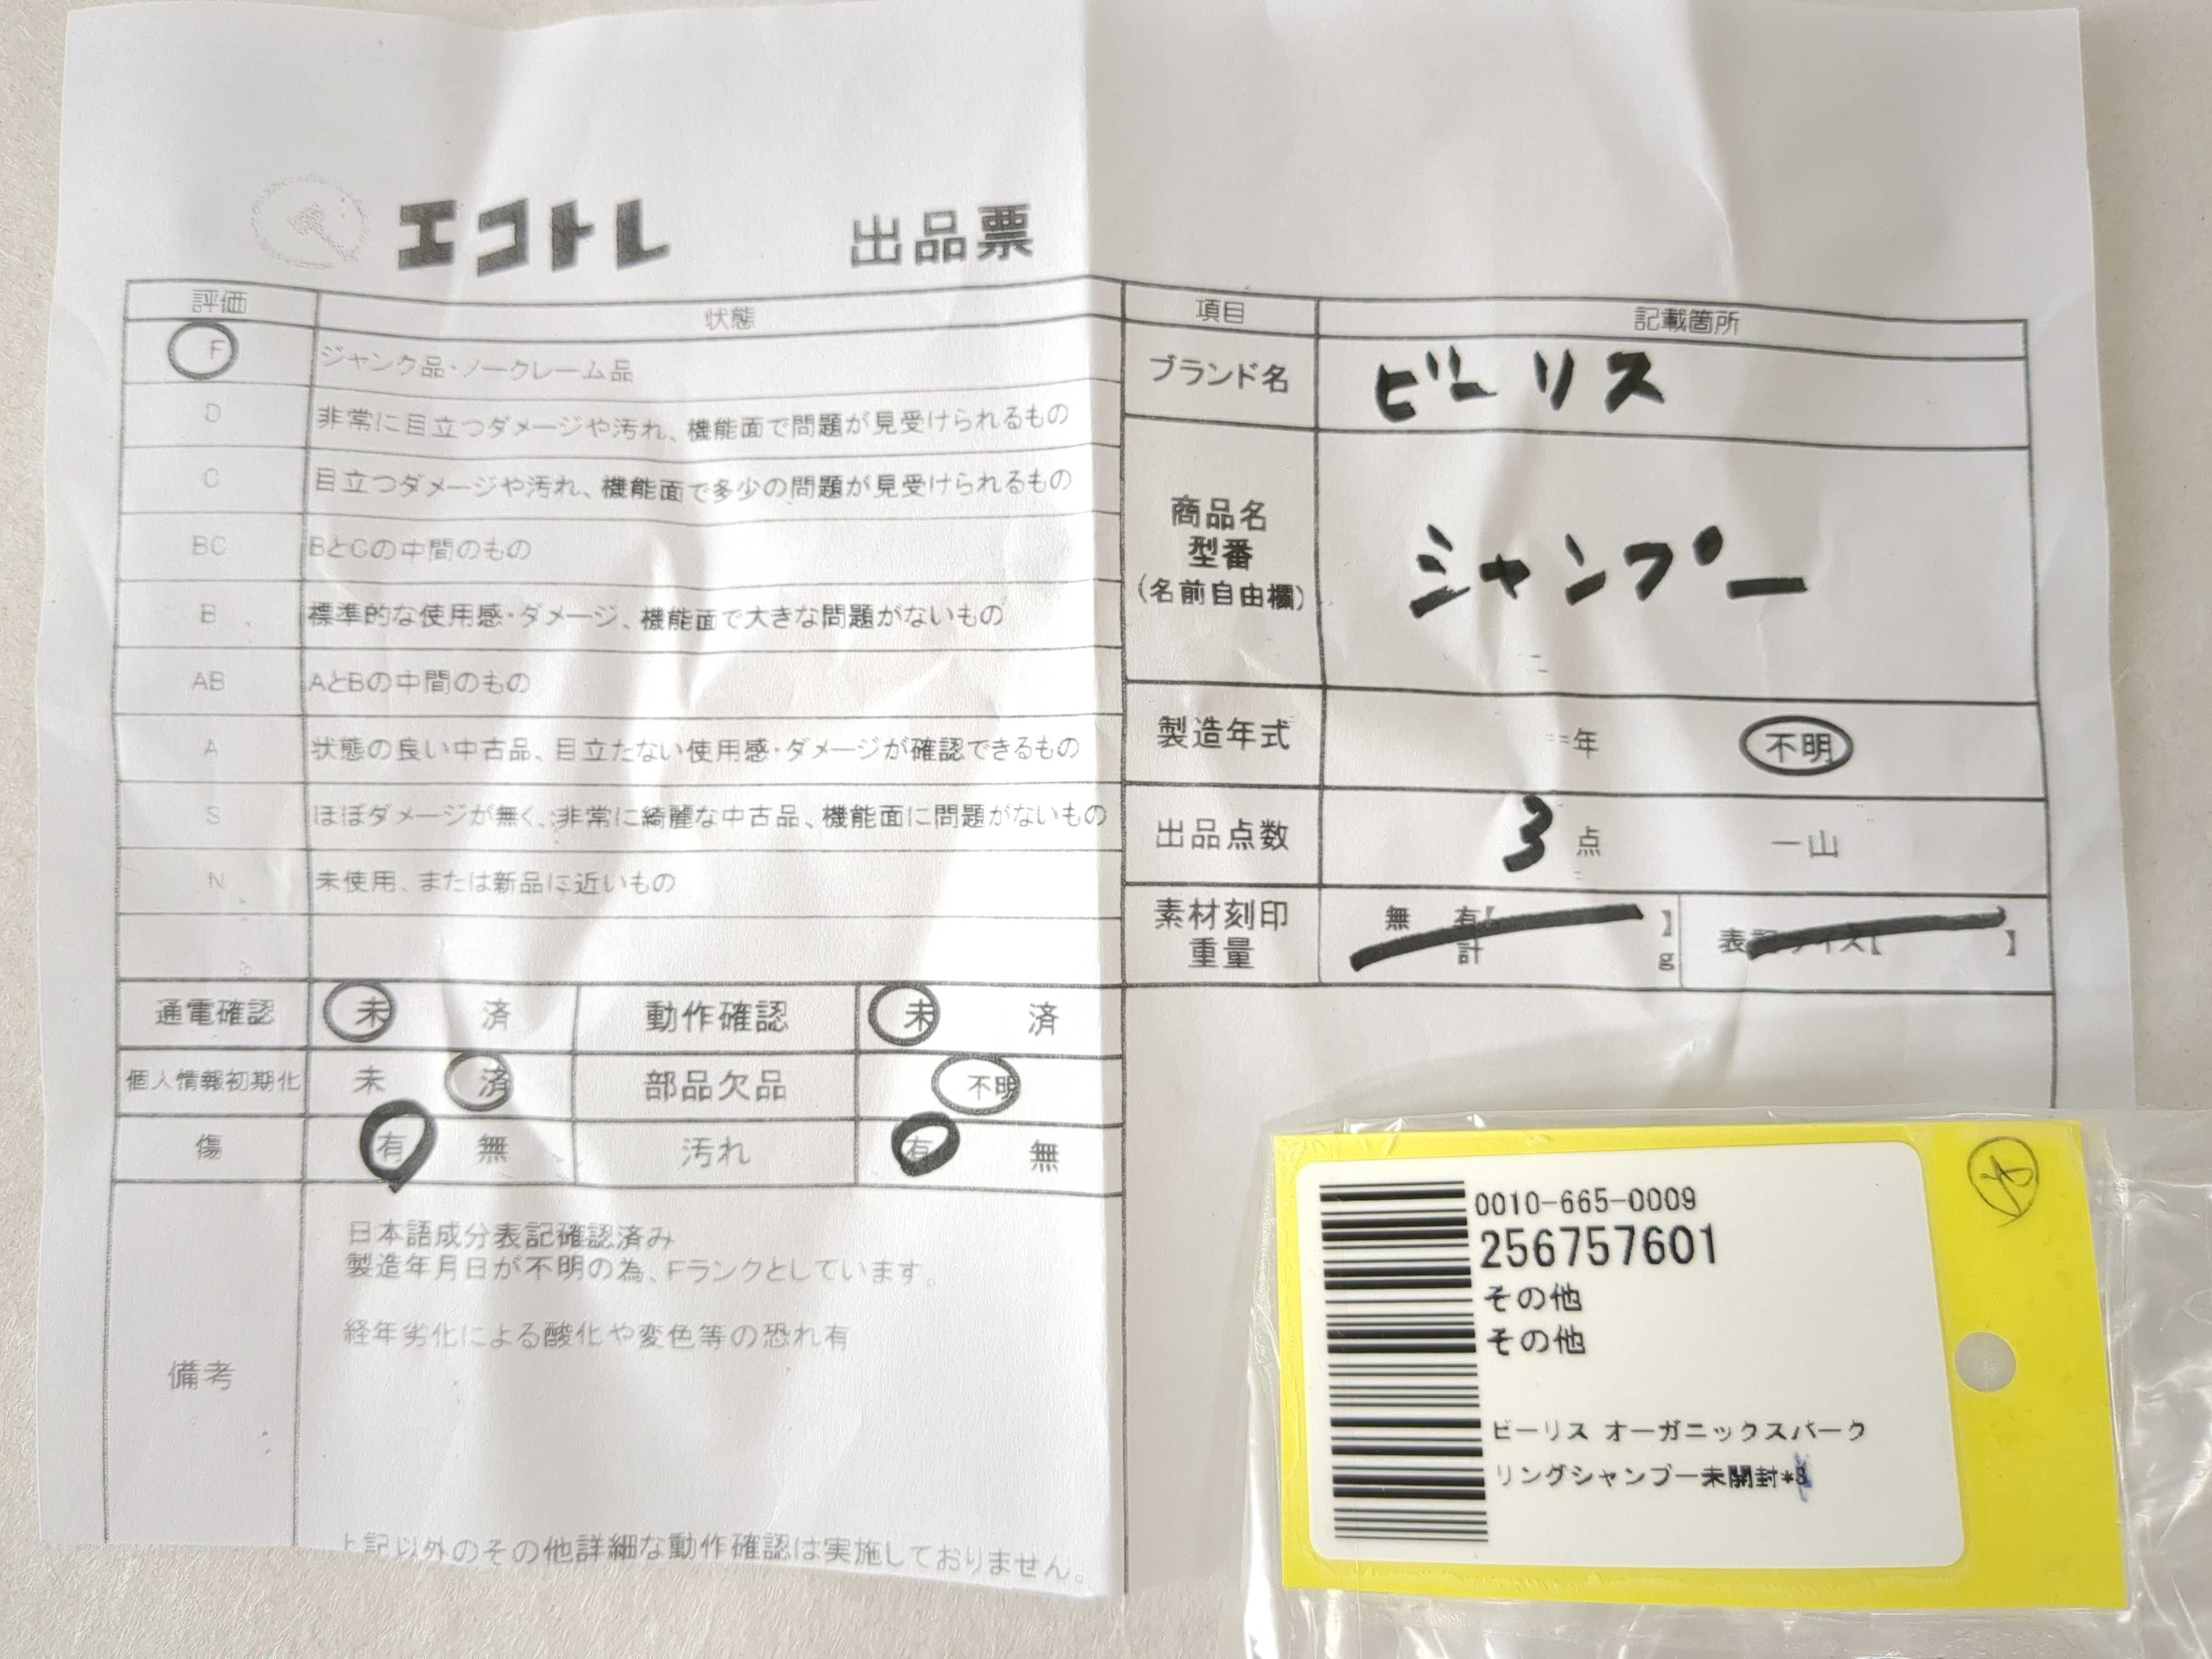 エコトレ 出品票
評価 状態
F ジャンク品・ノークレーム品
D 非常に目立つダメージや汚れ、機能面で問題が見受けられるもの
C 目立つダメージや汚れ、機能面で多少の問題が見受けられるもの
BC BとCの中間のもの
B 標準的な使用感・ダメージ、機能面で大きな問題がないもの
AB AとBの中間のもの
A 状態の良い中古品、目立たない使用感・ダメージが確認できるもの
S ほぼダメージが無く、非常に綺麗な中古品、機能面に問題がないもの
N 未使用、または新品に近いもの
通電確認 未 済 動作確認 未 済
個人情報初期化 未 済 部品欠品 不明
傷 有 無 汚れ 有 無
備考
日本語成分表記確認済み
製造年月日が不明の為、Fランクとしています。
経年劣化による酸化や変色等の恐れ有
上記以外のその他詳細な動作確認は実施しておりません。
項目 記載箇所
ブランド名 ビーリス
商品名
型番
(名前自由欄)
シャンプー
製造年式 年 不明
出品点数 3 点 一山
素材刻印
重量
無 有【 】
計 g
表記サイズ【 】
0010-665-0009
256757601
その他
その他
ビーリス オーガニックスパーク
リングシャンプー未開封*